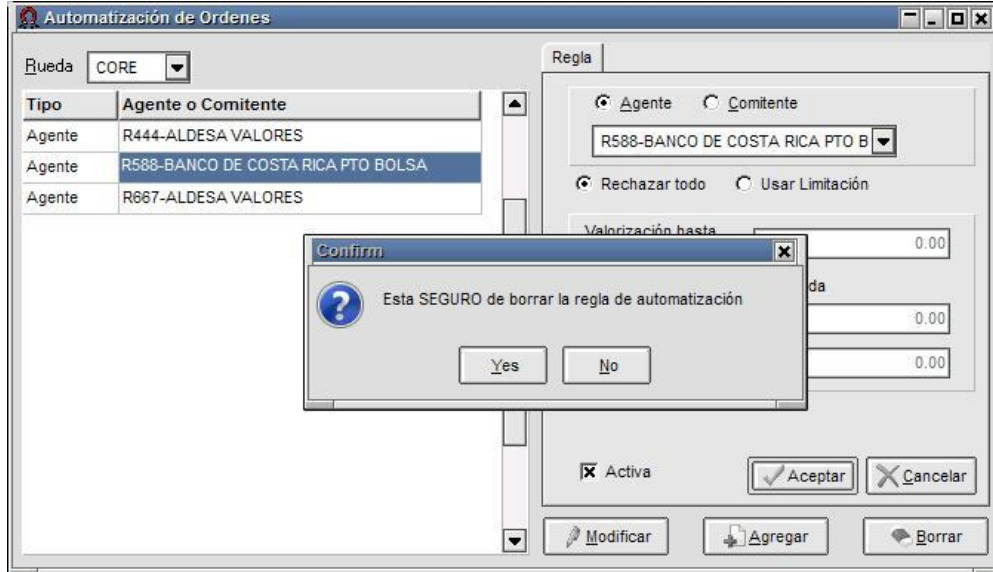 Automatización de Ordenes
Rueda CORE
Tipo Agente o Comitente
Agente R444-ALDESA VALORES
Agente R588-BANCO DE COSTA RICA PTO BOLSA
Agente R667-ALDESA VALORES
Regla
Agente Comitente
R588-BANCO DE COSTA RICA PTO B
Rechazar todo Usar Limitación
Valorización hasta 0.00
da
0.00
0.00
Confirm
Esta SEGURO de borrar la regla de automatización
Yes No
Activa Aceptar Cancelar
Modificar Agregar Borrar